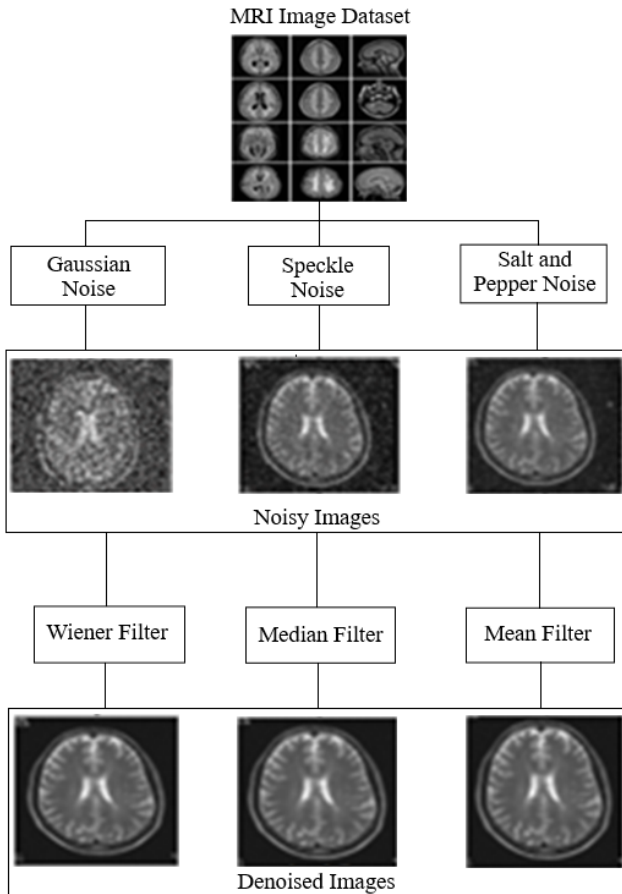 MRI Image Dataset
Gaussian
Noise
Speckle
Noise
Salt and
Pepper Noise
Noisy Images
Wiener Filter
Median Filter
Mean Filter
Denoised Images